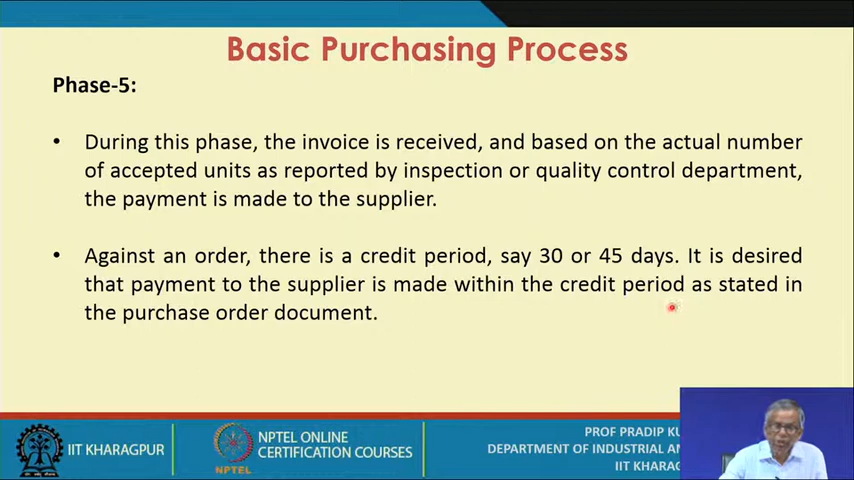 Basic Purchasing Process
Phase-5:
• During this phase, the invoice is received, and based on the actual number
of accepted units as reported by inspection or quality control department,
the payment is made to the supplier.
• Against an order, there is a credit period, say 30 or 45 days. It is desired
that payment to the supplier is made within the credit period as stated in
the purchase order document.
IIT KHARAGPUR
NPTEL
NPTEL ONLINE
CERTIFICATION COURSES
PROF PRADIP
DEPARTMENT OF INDUSTRIAL
IIT